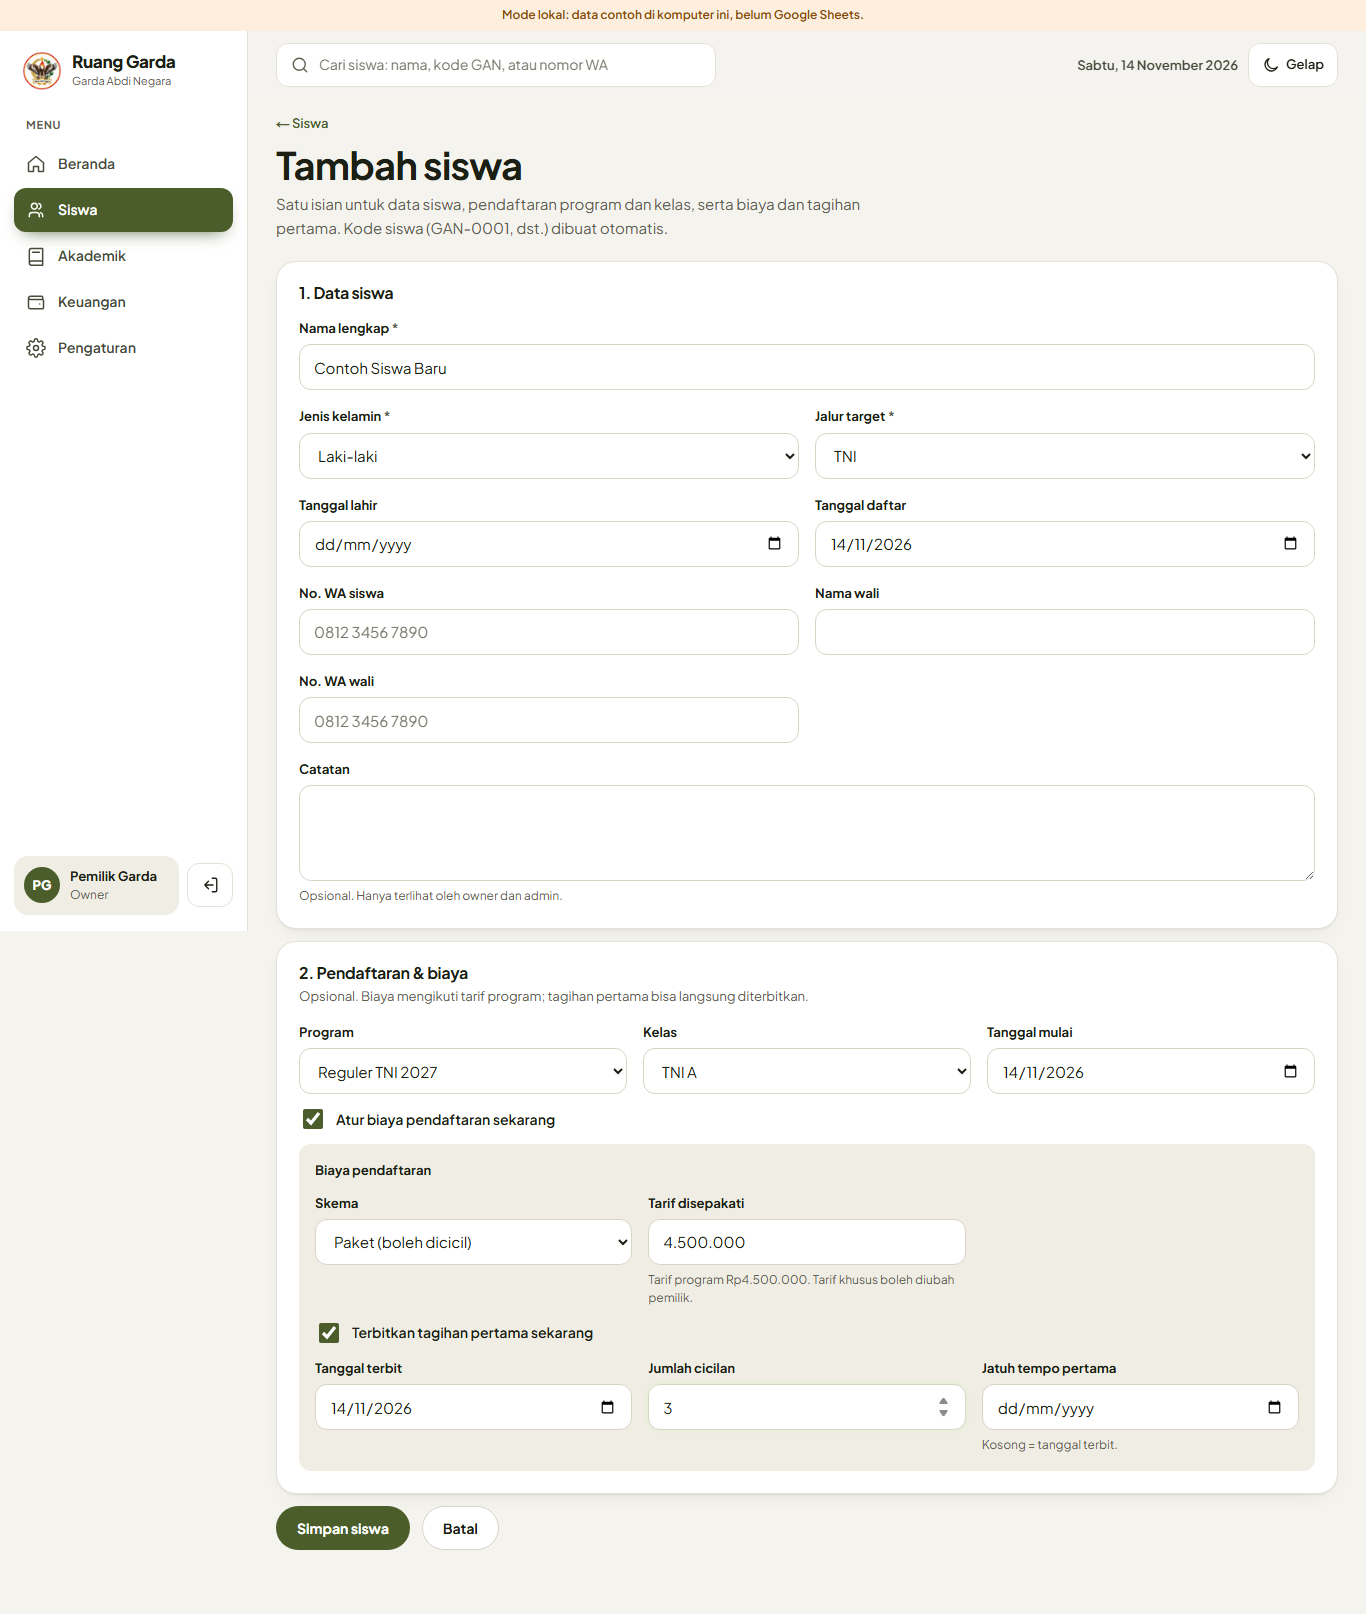 Mode lokal: data contoh di komputer ini, belum Google Sheets.
Ruang Garda
Garda Abdi Negara
MENU
Beranda
Siswa
Akademik
Keuangan
Pengaturan
PG
Pemilik Garda
Owner
Cari siswa: nama, kode GAN, atau nomor WA
Sabtu, 14 November 2026
Gelap
← Siswa
Tambah siswa
Satu isian untuk data siswa, pendaftaran program dan kelas, serta biaya dan tagihan
pertama. Kode siswa (GAN-0001, dst.) dibuat otomatis.
1. Data siswa
Nama lengkap *
Contoh Siswa Baru
Jenis kelamin *
Jalur target *
Laki-laki
TNI
Tanggal lahir
Tanggal daftar
dd/mm/yyyy
14/11/2026
No. WA siswa
Nama wali
0812 3456 7890
No. WA wali
0812 3456 7890
Catatan
Opsional. Hanya terlihat oleh owner dan admin.
2. Pendaftaran & biaya
Opsional. Biaya mengikuti tarif program; tagihan pertama bisa langsung diterbitkan.
Program
Kelas
Tanggal mulai
Reguler TNI 2027
TNI A
14/11/2026
Atur biaya pendaftaran sekarang
Biaya pendaftaran
Skema
Tarif disepakati
Paket (boleh dicicil)
4.500.000
Tarif program Rp4.500.000. Tarif khusus boleh diubah
pemilik.
Terbitkan tagihan pertama sekarang
Tanggal terbit
Jumlah cicilan
Jatuh tempo pertama
14/11/2026
3
dd/mm/yyyy
Kosong = tanggal terbit.
Simpan siswa
Batal